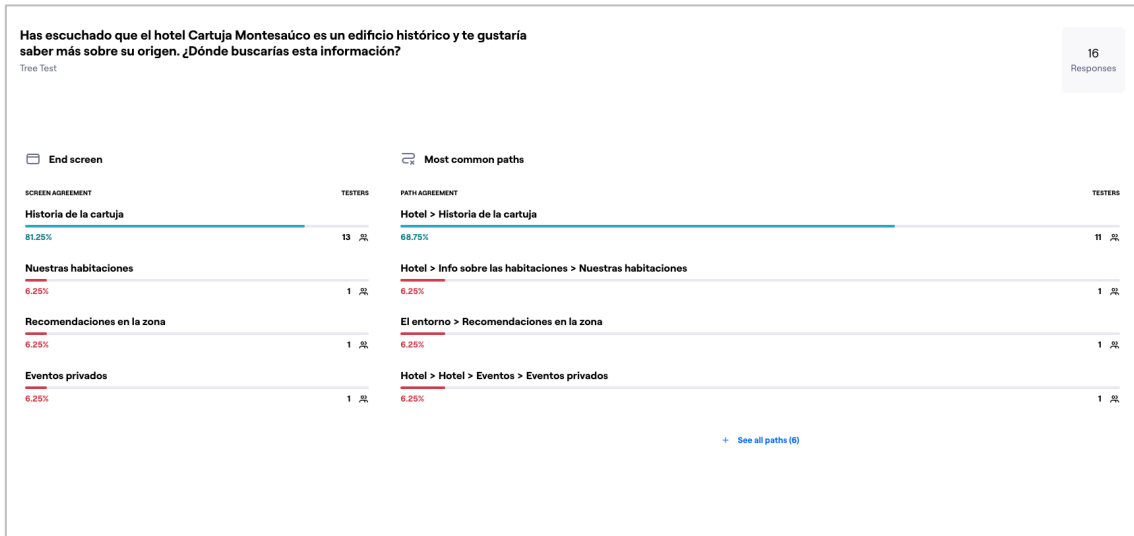 Has escuchado que el hotel Cartuja Montesaúco es un edificio histórico y te gustaría
saber más sobre su origen. ¿Dónde buscarías esta información?
Tree Test
16
Responses
End screen
SCREEN AGREEMENT TESTERS
Historia de la cartuja
81.25% 13
Nuestras habitaciones
6.25% 1
Recomendaciones en la zona
6.25% 1
Eventos privados
6.25% 1
Most common paths
PATH AGREEMENT TESTERS
Hotel > Historia de la cartuja
68.75% 11
Hotel > Info sobre las habitaciones > Nuestras habitaciones
6.25% 1
El entorno > Recomendaciones en la zona
6.25% 1
Hotel > Hotel > Eventos > Eventos privados
6.25% 1
+ See all paths (6)